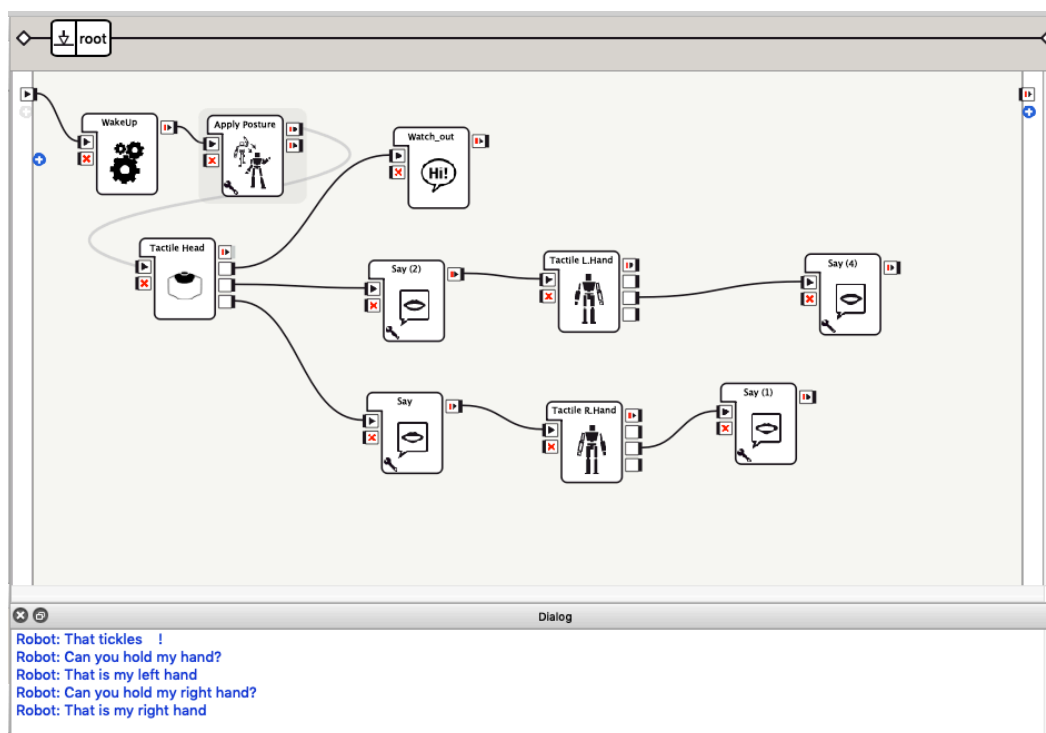 root
WakeUp
Apply Posture
Watch_out
Hi!
Tactile Head
Say (2)
Tactile L.Hand
Say (4)
Say
Tactile R.Hand
Say (1)
Dialog
Robot: That tickles !
Robot: Can you hold my hand?
Robot: That is my left hand
Robot: Can you hold my right hand?
Robot: That is my right hand